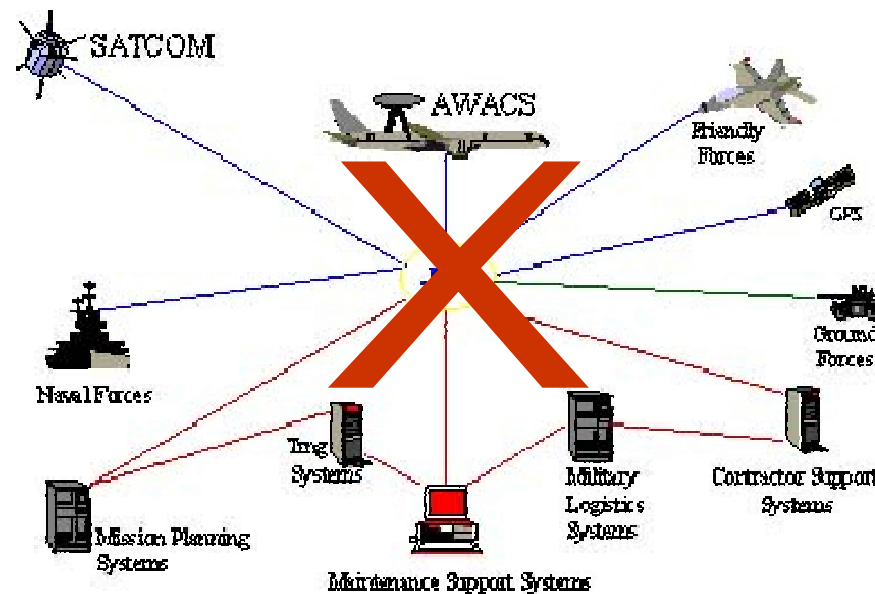 SATCOM
AWACS
Friendly
Forces
GPS
Ground
Forces
Naval Forces
Trng
Systems
Military
Logistics
Systems
Contractor Support
Systems
Mission Planning
Systems
Maintenance Support Systems